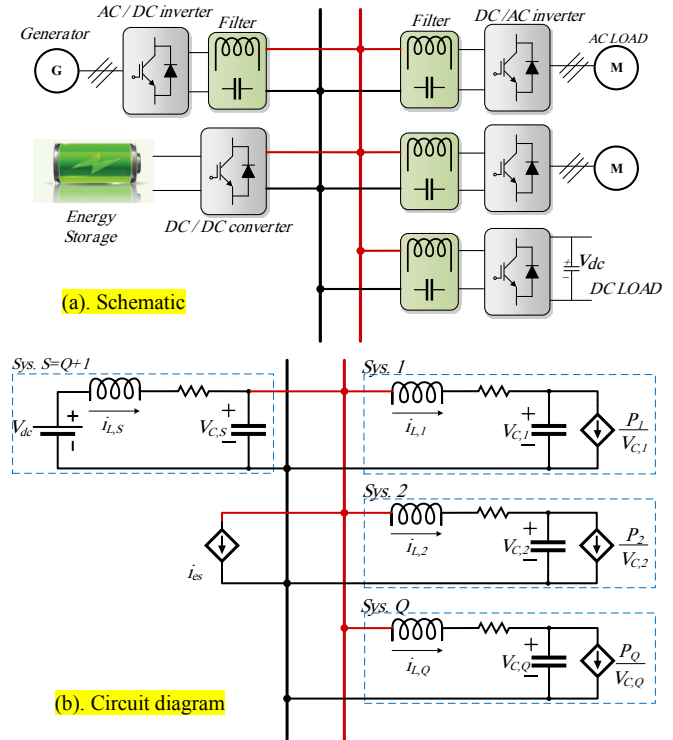 AC / DC inverter
Filter
Filter
DC /AC inverter
Generator
AC LOAD
G
M
M
Energy
Storage
DC / DC converter
+
−
Vdc
DC LOAD
(a). Schematic
Sys. S=Q+1
Sys. 1
Vdc
+
-
iL,S
+
VC,S
−
iL,1
+
VC,1
−
P1
VC,1
Sys. 2
ies
iL,2
+
VC,2
−
P2
VC,2
Sys. Q
iL,Q
+
VC,Q
−
PQ
VC,Q
(b). Circuit diagram